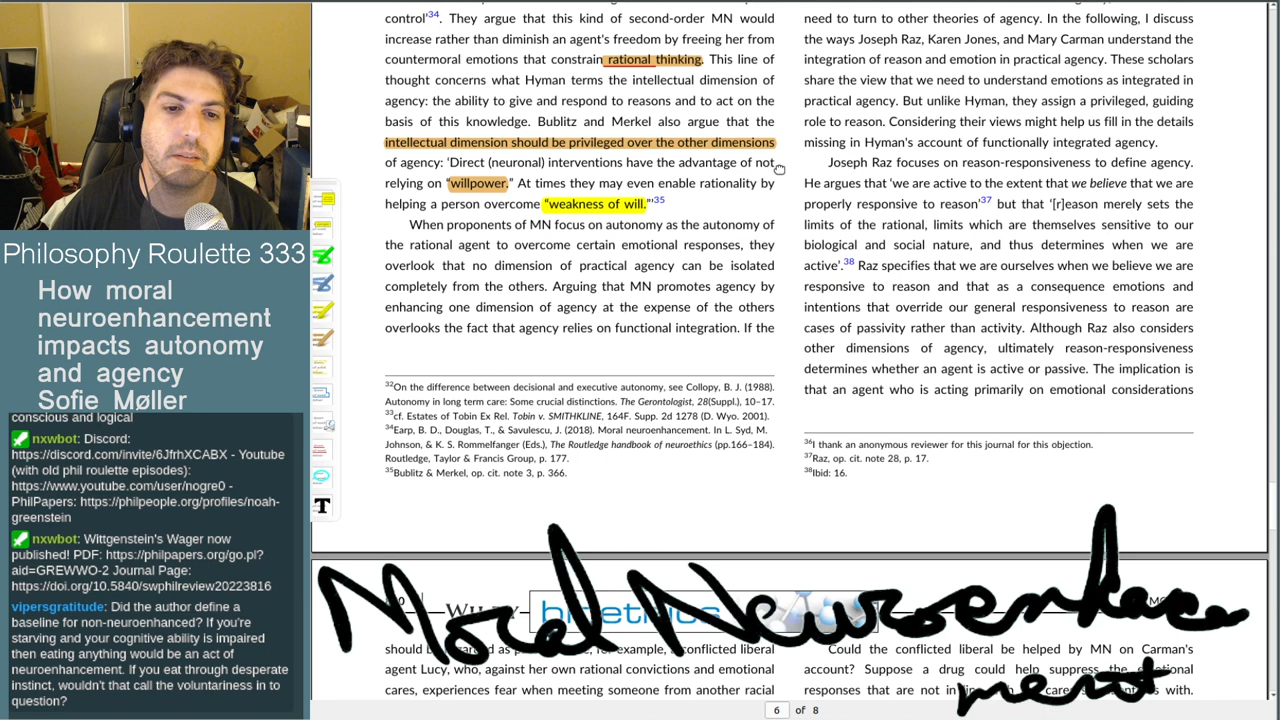 Philosophy Roulette 333
How moral
neuroenhancement
impacts autonomy
and agency
Sofie Møller
conscious and logical
nxwbot: Discord:
https://discord.com/invite/6JfrhXCABX - Youtube
(with old phil roulette episodes):
https://www.youtube.com/user/nogre0 -
PhilPapers: https://philpeople.org/profiles/noah-
greenstein
nxwbot: Wittgenstein's Wager now
published! PDF: https://philpapers.org/go.pl?
aid=GREWWO-2 Journal Page:
https://doi.org/10.5840/swphilreview20223816
vipersgratitude: Did the author define a
baseline for non-neuroenhanced? If you're
starving and your cognitive ability is impaired
then eating anything would be an act of
neuroenhancement. If you eat through desperate
instinct, wouldn't that call the voluntariness in to
question?
T
control'34. They argue that this kind of second-order MN would
increase rather than diminish an agent's freedom by freeing her from
countermoral emotions that constrain rational thinking. This line of
thought concerns what Hyman terms the intellectual dimension of
agency: the ability to give and respond to reasons and to act on the
basis of this knowledge. Bublitz and Merkel also argue that the
intellectual dimension should be privileged over the other dimensions
of agency: 'Direct (neuronal) interventions have the advantage of not
relying on "willpower." At times they may even enable rationality by
helping a person overcome "weakness of will."'35
When proponents of MN focus on autonomy as the autonomy of
the rational agent to overcome certain emotional responses, they
overlook that no dimension of practical agency can be isolated
completely from the others. Arguing that MN promotes agency by
enhancing one dimension of agency at the expense of the others
overlooks the fact that agency relies on functional integration. If the
32On the difference between decisional and executive autonomy, see Collopy, B. J. (1988).
Autonomy in long term care: Some crucial distinctions. The Gerontologist, 28(Suppl.), 10–17.
33cf. Estates of Tobin Ex Rel. Tobin v. SMITHKLINE, 164F. Supp. 2d 1278 (D. Wyo. 2001).
34Earp, B. D., Douglas, T., & Savulescu, J. (2018). Moral neuroenhancement. In L. Syd, M.
Johnson, & K. S. Rommelfanger (Eds.), The Routledge handbook of neuroethics (pp.166–184).
Routledge, Taylor & Francis Group, p. 177.
35Bublitz & Merkel, op. cit. note 3, p. 366.
need to turn to other theories of agency. In the following, I discuss
the ways Joseph Raz, Karen Jones, and Mary Carman understand the
integration of reason and emotion in practical agency. These scholars
share the view that we need to understand emotions as integrated in
practical agency. But unlike Hyman, they assign a privileged, guiding
role to reason. Considering their views might help us fill in the details
missing in Hyman's account of functionally integrated agency.
Joseph Raz focuses on reason-responsiveness to define agency.
He argues that 'we are active to the extent that we believe that we are
properly responsive to reason'37 but that '[r]eason merely sets the
limits of the rational, limits which are themselves sensitive to our
biological and social nature, and thus determines when we are
active'.38 Raz specifies that we are ourselves when we believe we are
responsive to reason and that as a consequence emotions and
intentions that overrule our general responsiveness to reason are
cases of passivity rather than activity. Although Raz also considers
other dimensions of agency, ultimately reason-responsiveness
determines whether an agent is active or passive. The implication is
that an agent who is acting primarily on emotional considerations
36I thank an anonymous reviewer for this journal for this objection.
37Raz, op. cit. note 28, p. 17.
38Ibid: 16.
Moral Neuroenhance
ment
WILEY bioethics
should be regarded as passive. Take, for example, a conflicted liberal
agent Lucy, who, against her own rational convictions and emotional
cares, experiences fear when meeting someone from another racial
Could the conflicted liberal be helped by MN on Carman's
account? Suppose a drug could help suppress the emotional
responses that are not in line with the cares
with.
6 of 8